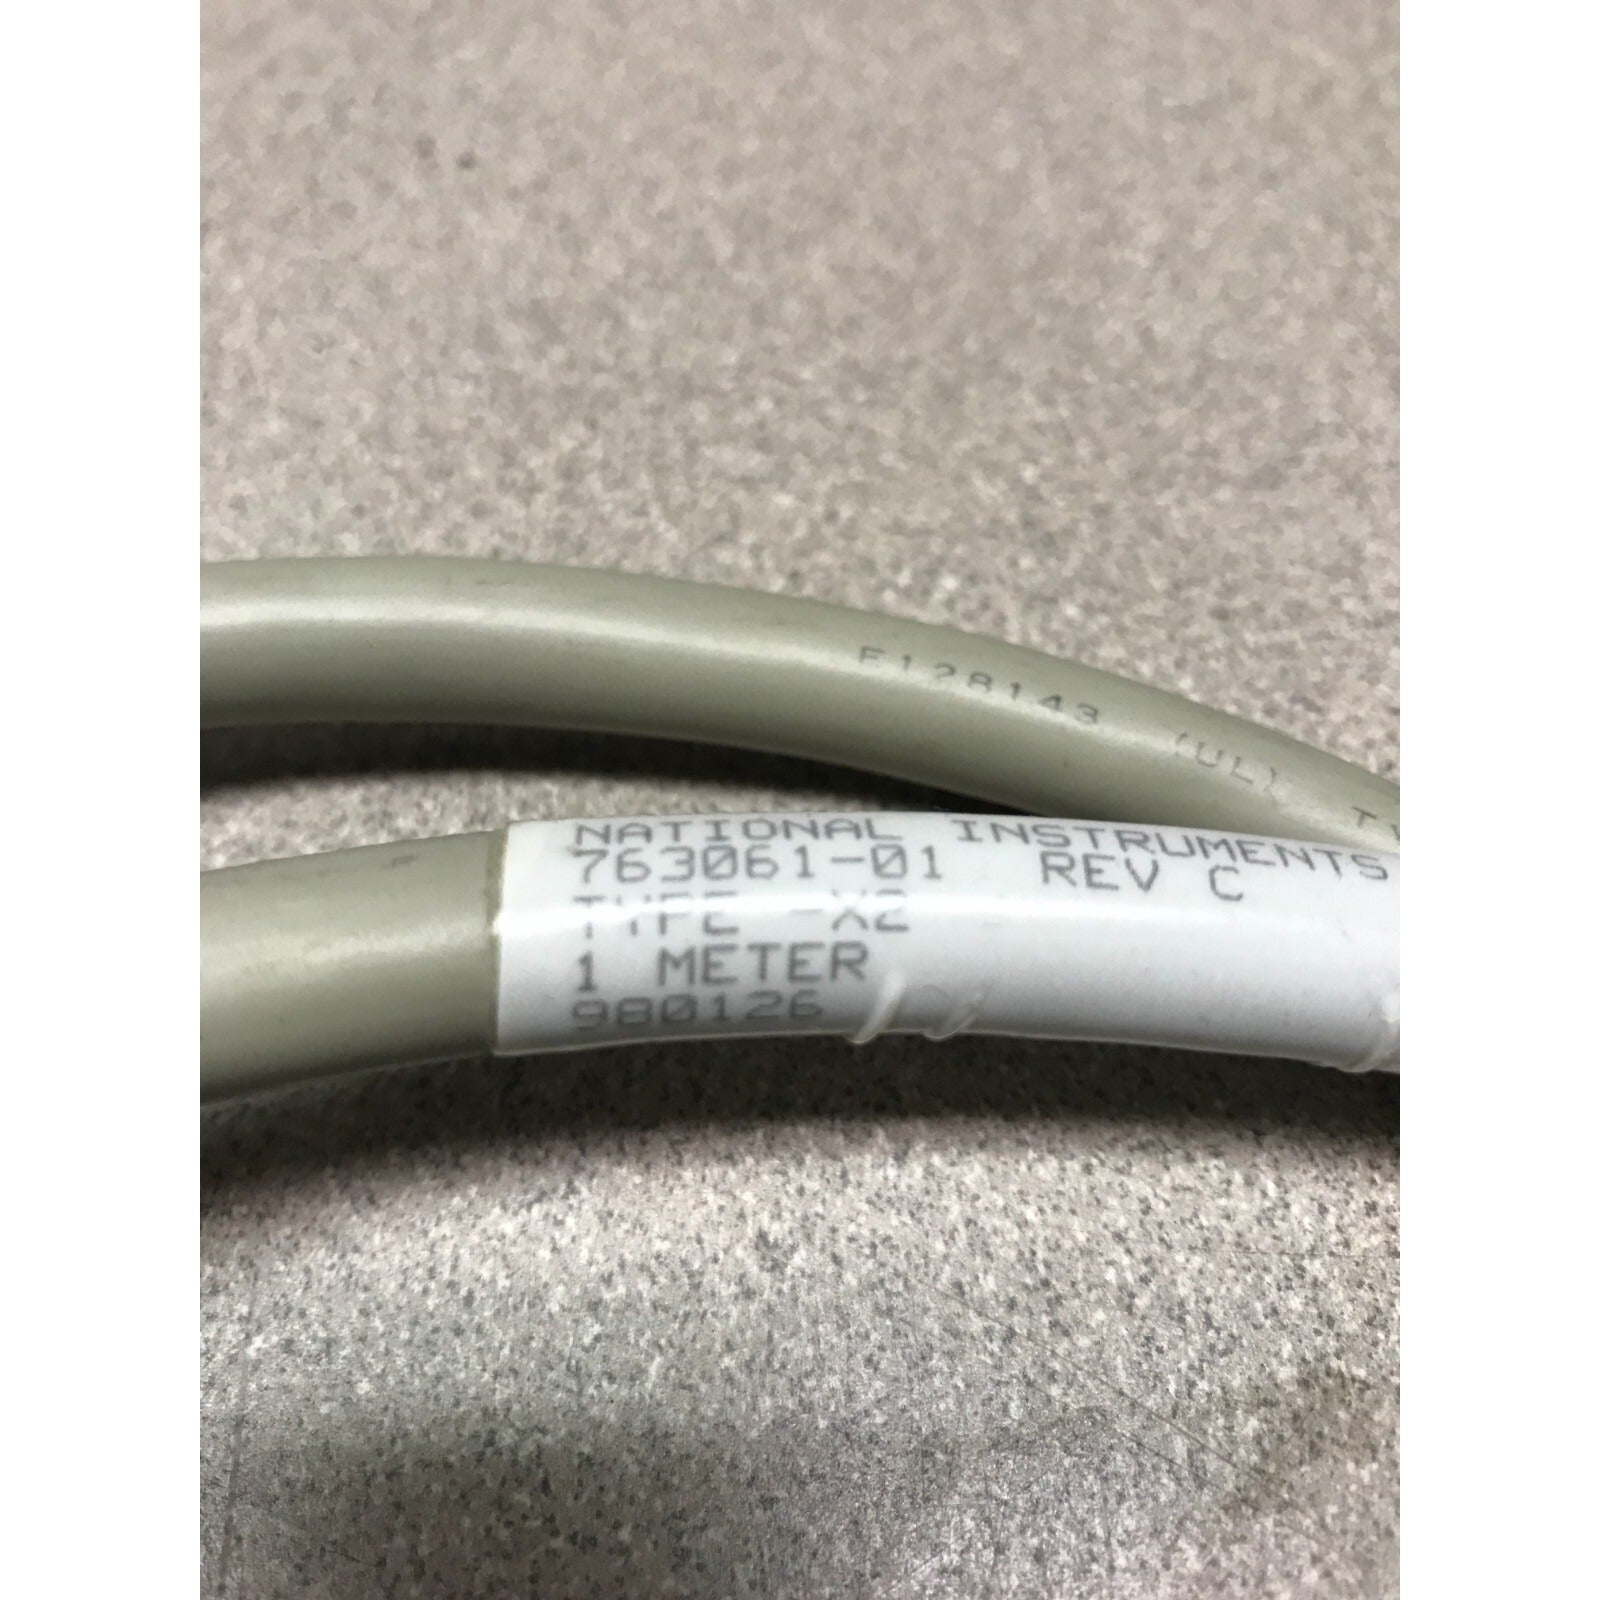 E128143 (UL)
NATIONAL INSTRUMENTS
763061-01 REV C
TYPE -X2
1 METER
980126